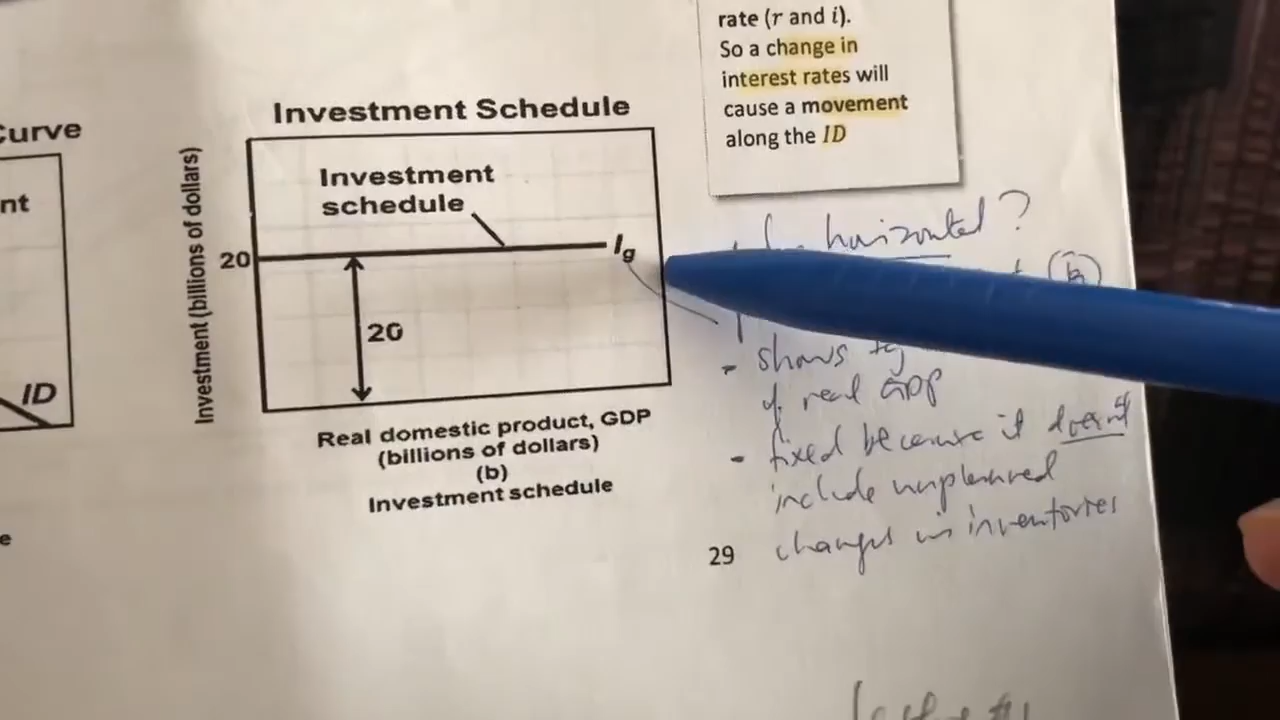 rate (r and i).
So a change in
interest rates will
cause a movement
along the ID
Curve
nt
ID
e
Investment Schedule
Investment (billions of dollars)
Investment
schedule
Ig
20
20
Real domestic product, GDP
(billions of dollars)
(b)
Investment schedule
horizontal?
- shows Ig
of real GDP
- fixed because it doesn't
include unplanned
changes in inventories
29